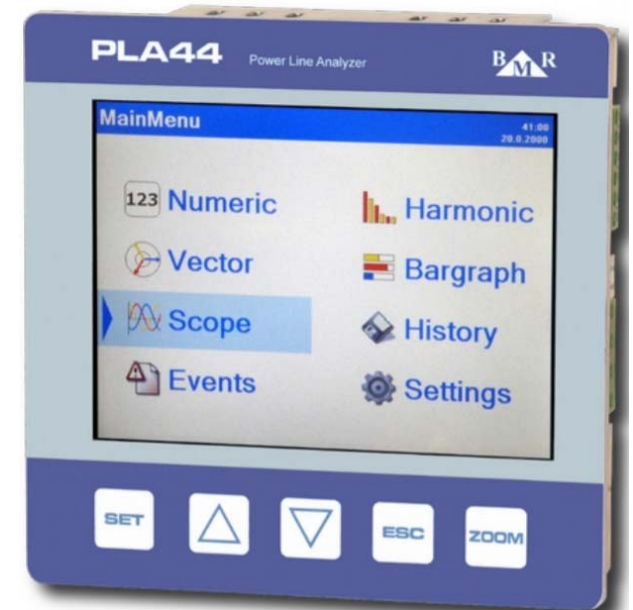 PLA44 Power Line Analyzer BMR
MainMenu 41:00
20.0.2000
123 Numeric Harmonic
Vector Bargraph
Scope History
Events Settings
SET ESC ZOOM